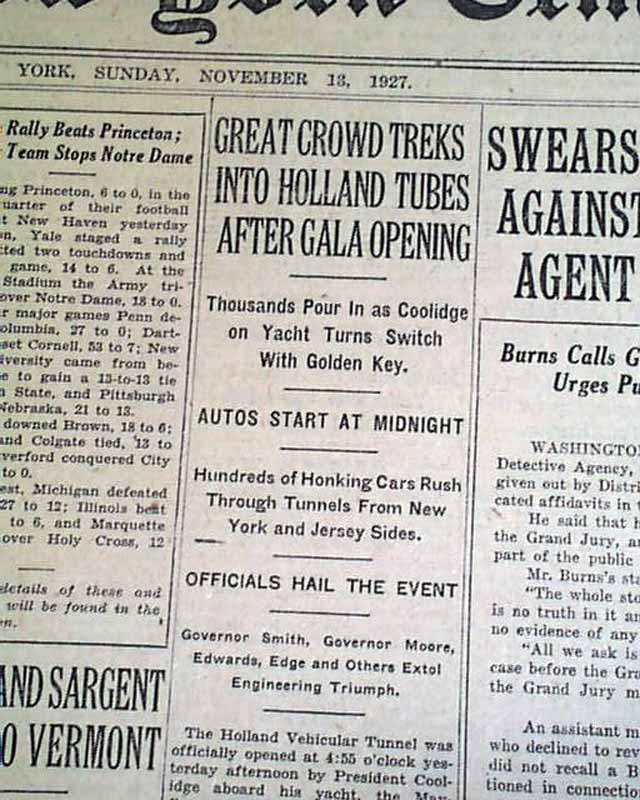 YORK, SUNDAY, NOVEMBER 13, 1927.
Rally Beats Princeton;
Team Stops Notre Dame
Princeton, 6 to 0, in the
quarter of their football
New Haven yesterday
Yale staged a rally
two touchdowns and
game, 14 to 6. At the
Stadium the Army tri-
over Notre Dame, 18 to 0.
major games Penn de-
27 to 0; Dart-
Cornell, 53 to 7; New
came from be-
to gain a 13-to-13 tie
State, and Pittsburgh
Nebraska, 21 to 13.
downed Brown, 18 to 6;
and Colgate tied, 13 to
conquered City
to 0.
Michigan defeated
27 to 12; Illinois beat
to 6, and Marquette
over Holy Cross, 12
details of these and
will be found in the
AND SARGENT
O VERMONT
GREAT CROWD TREKS
INTO HOLLAND TUBES
AFTER GALA OPENING
Thousands Pour In as Coolidge
on Yacht Turns Switch
With Golden Key.
AUTOS START AT MIDNIGHT
Hundreds of Honking Cars Rush
Through Tunnels From New
York and Jersey Sides.
OFFICIALS HAIL THE EVENT
Governor Smith, Governor Moore,
Edwards, Edge and Others Extol
Engineering Triumph.
The Holland Vehicular Tunnel was
officially opened at 4:55 o'clock yes-
terday afternoon by President Cool-
idge aboard his yacht, the May-
SWEARS
AGAINST
AGENT
Burns Calls G
Urges Pu
WASHINGTO
Detective Agency,
given out by Distri
cated affidavits in t
He said that h
the Grand Jury, a
part of the public
Mr. Burns's st
"The whole sto
is no truth in it an
no evidence of any
"All we ask is
case before the Gra
the Grand Jury m
An assistant m
who declined to rev
did not recall a B
tioned in connectio